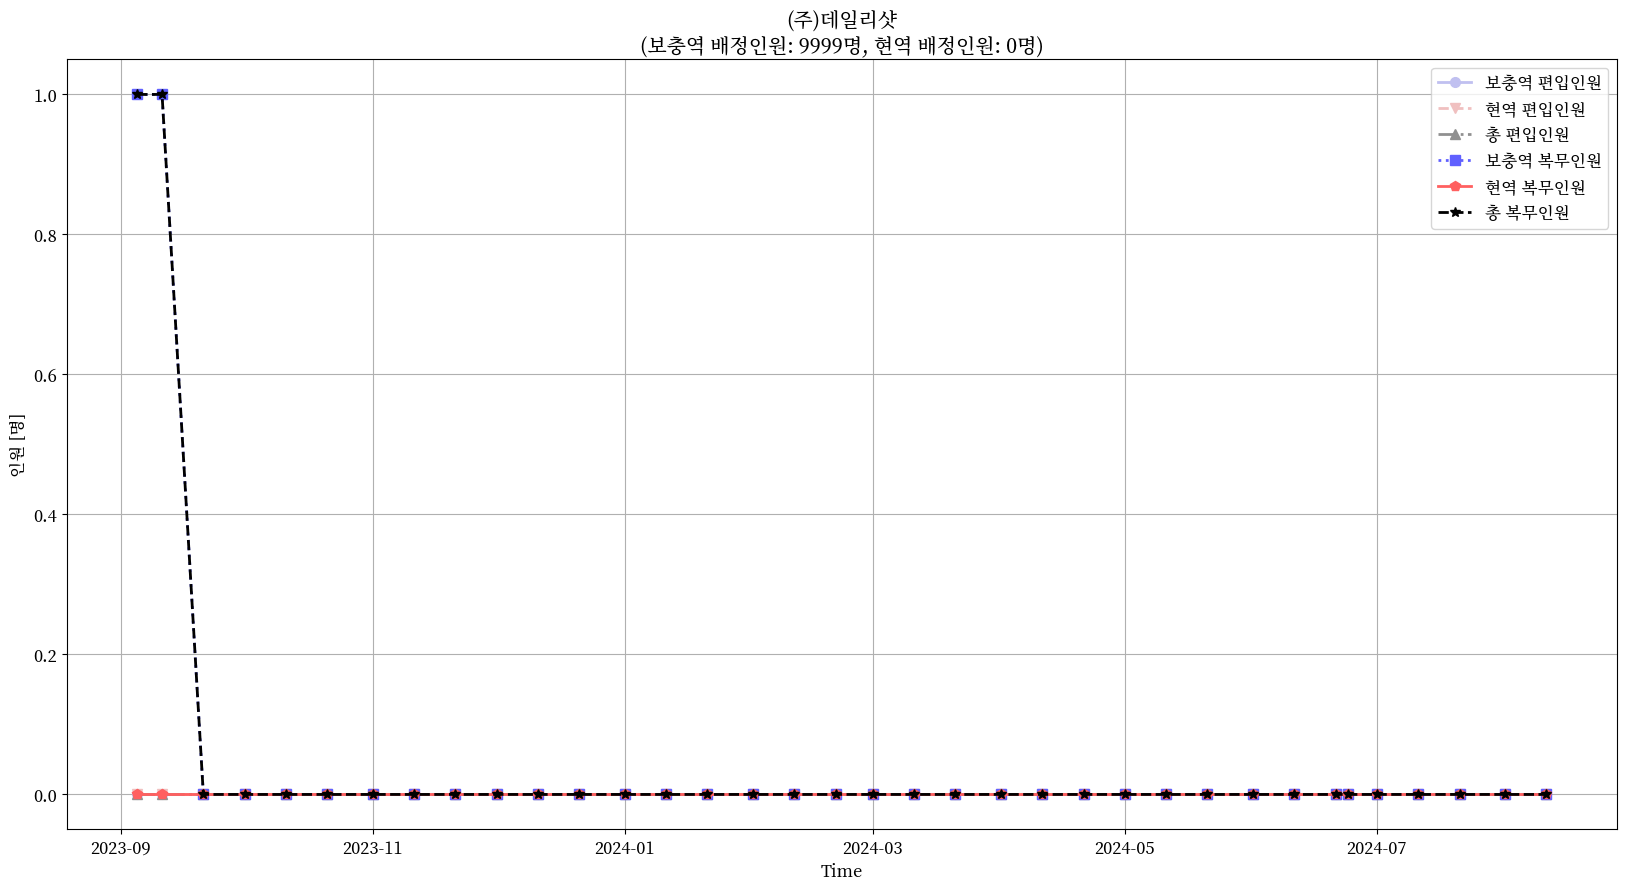 (주)데일리샷
(보충역 배정인원: 9999명, 현역 배정인원: 0명)
보충역 편입인원
현역 편입인원
총 편입인원
보충역 복무인원
현역 복무인원
총 복무인원
인원 [명]
1.0
0.8
0.6
0.4
0.2
0.0
2023-09
2023-11
2024-01
2024-03
2024-05
2024-07
Time